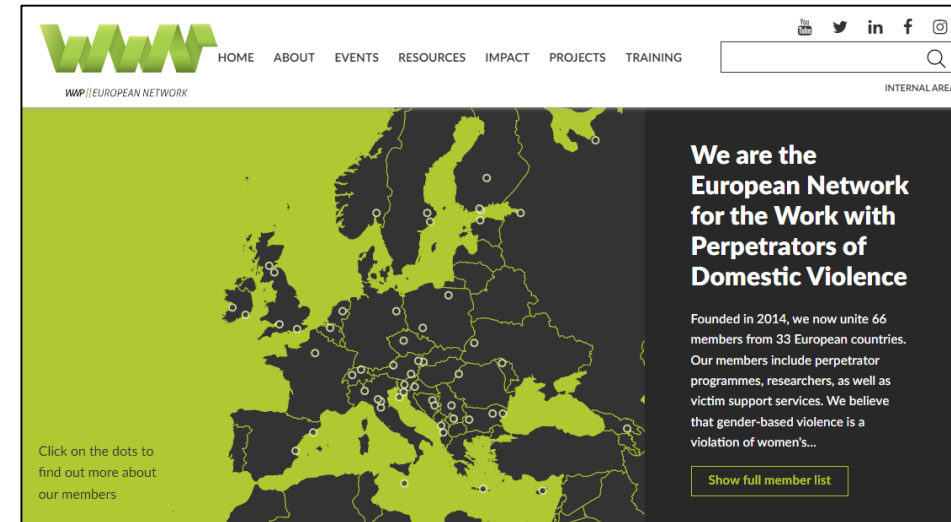 You Tube
WWP
WWP||EUROPEAN NETWORK
HOME ABOUT EVENTS RESOURCES IMPACT PROJECTS TRAINING
INTERNAL AREA
We are the
European Network
for the Work with
Perpetrators of
Domestic Violence
Founded in 2014, we now unite 66
members from 33 European countries.
Our members include perpetrator
programmes, researchers, as well as
victim support services. We believe
that gender-based violence is a
violation of women's...
Show full member list
Click on the dots to
find out more about
our members